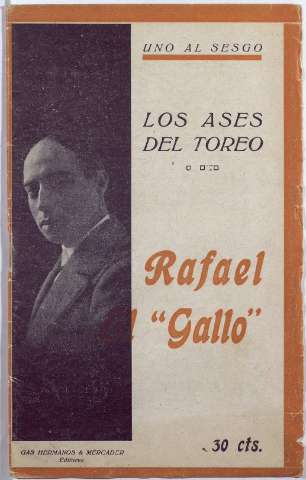 UNO AL SESGO
LOS ASES
DEL TOREO
Rafael
el "Gallo"
30 cts.
GAS HERMANOS & MERCADER
Editores